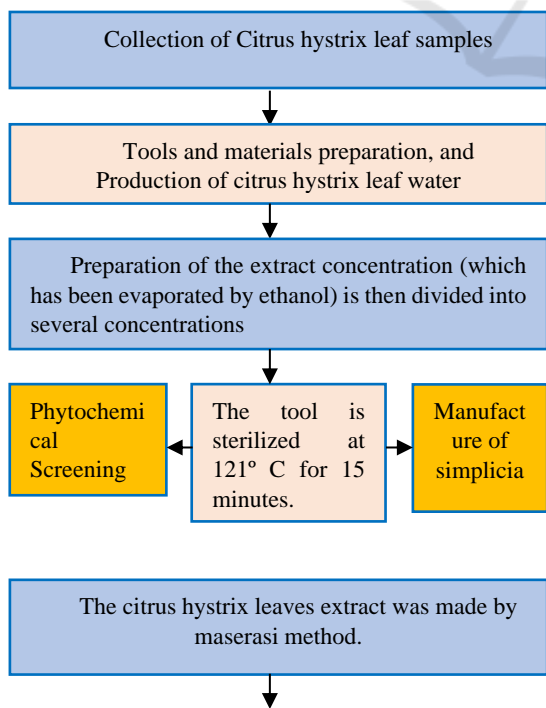 Collection of Citrus hystrix leaf samples
Tools and materials preparation, and
Production of citrus hystrix leaf water
Preparation of the extract concentration (which
has been evaporated by ethanol) is then divided into
several concentrations
Phytochemi
cal
Screening
The tool is
sterilized at
121º C for 15
minutes.
Manufact
ure of
simplicia
The citrus hystrix leaves extract was made by
maserasi method.